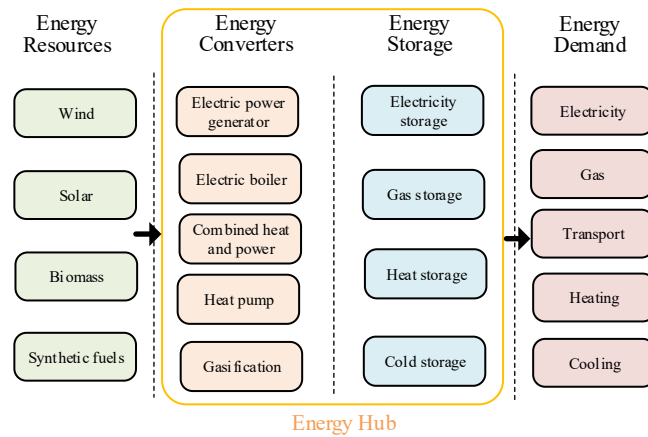 Energy
Resources
Wind
Solar
Biomass
Synthetic fuels
Energy
Converters
Electric power
generator
Electric boiler
Combined heat
and power
Heat pump
Gasification
Energy
Storage
Electricity
storage
Gas storage
Heat storage
Cold storage
Energy
Demand
Electricity
Gas
Transport
Heating
Cooling
Energy Hub